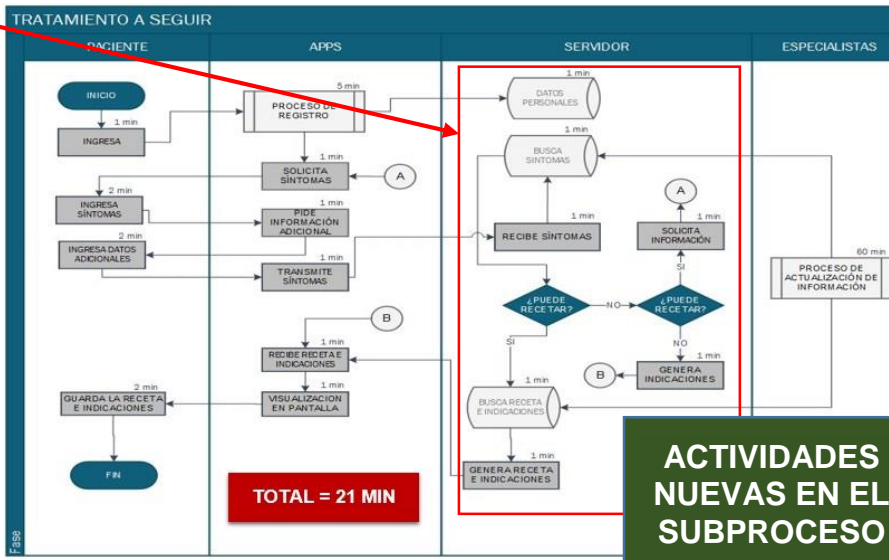 TRATAMIENTO A SEGUIR
PACIENTE
APPS
SERVIDOR
ESPECIALISTAS
INICIO
1 min
INGRESA
5 min
PROCESO DE
REGISTRO
1 min
DATOS
PERSONALES
1 min
BUSCA
SINTOMAS
1 min
SOLICITA
SÍNTOMAS
A
2 min
INGRESA
SÍNTOMAS
1 min
PIDE
INFORMACIÓN
ADICIONAL
2 min
INGRESA DATOS
ADICIONALES
1 min
TRANSMITE
SÍNTOMAS
1 min
RECIBE SÍNTOMAS
A
1 min
SOLICITA
INFORMACIÓN
SI
60 min
PROCESO DE
ACTUALIZACIÓN DE
INFORMACIÓN
¿PUEDE
RECETAR?
NO
¿PUEDE
RECETAR?
B
SI
NO
1 min
RECIBE RECETA E
INDICACIONES
B
1 min
GENERA
INDICACIONES
2 min
GUARDA LA RECETA
E INDICACIONES
1 min
VISUALIZACION
EN PANTALLA
1 min
BUSCA RECETA
E INDICACIONES
1 min
GENERA RECETA
E INDICACIONES
FIN
TOTAL = 21 MIN
ACTIVIDADES
NUEVAS EN EL
SUBPROCESO
Fase